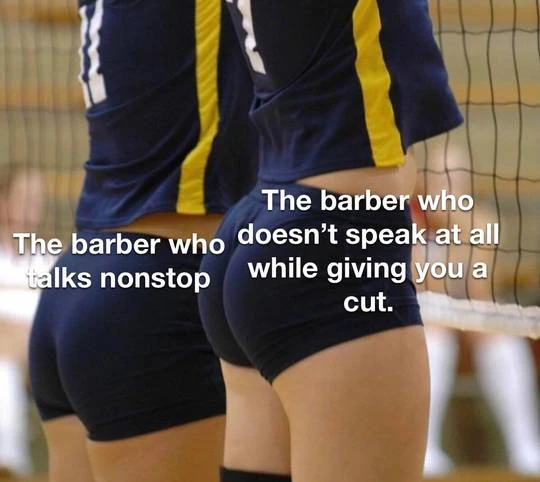 The barber who
talks nonstop
The barber who
doesn't speak at all
while giving you a
cut.